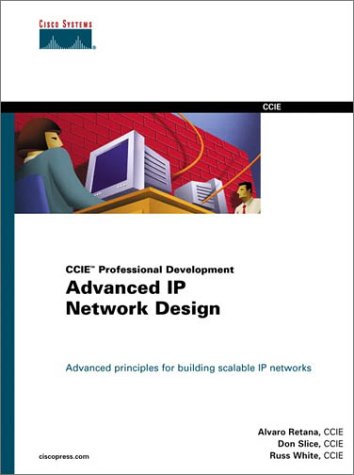 CISCO SYSTEMS
CCIE
CCIE™ Professional Development
Advanced IP
Network Design
Advanced principles for building scalable IP networks
Alvaro Retana, CCIE
Don Slice, CCIE
ciscopress.com
Russ White, CCIE